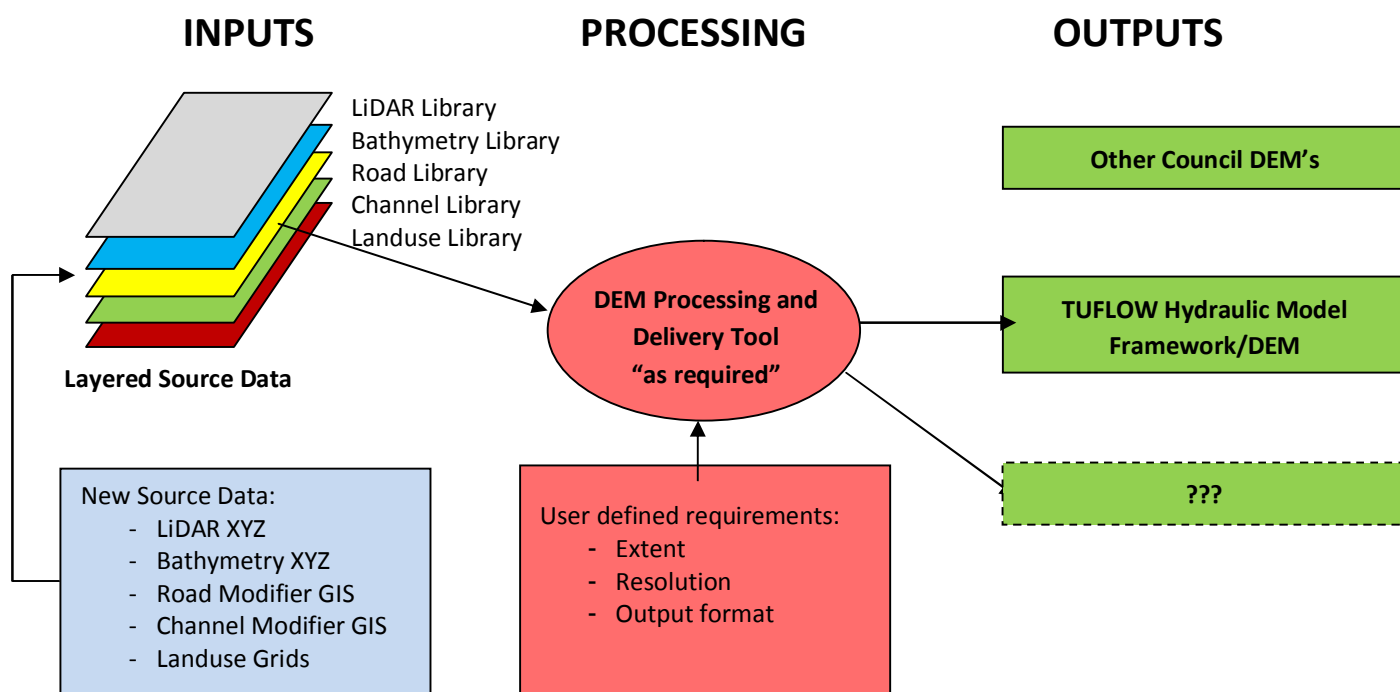 INPUTS
PROCESSING
OUTPUTS
LiDAR Library
Bathymetry Library
Road Library
Channel Library
Landuse Library
Layered Source Data
New Source Data:
- LiDAR XYZ
- Bathymetry XYZ
- Road Modifier GIS
- Channel Modifier GIS
- Landuse Grids
DEM Processing and
Delivery Tool
“as required”
User defined requirements:
- Extent
- Resolution
- Output format
Other Council DEM’s
TUFLOW Hydraulic Model
Framework/DEM
???